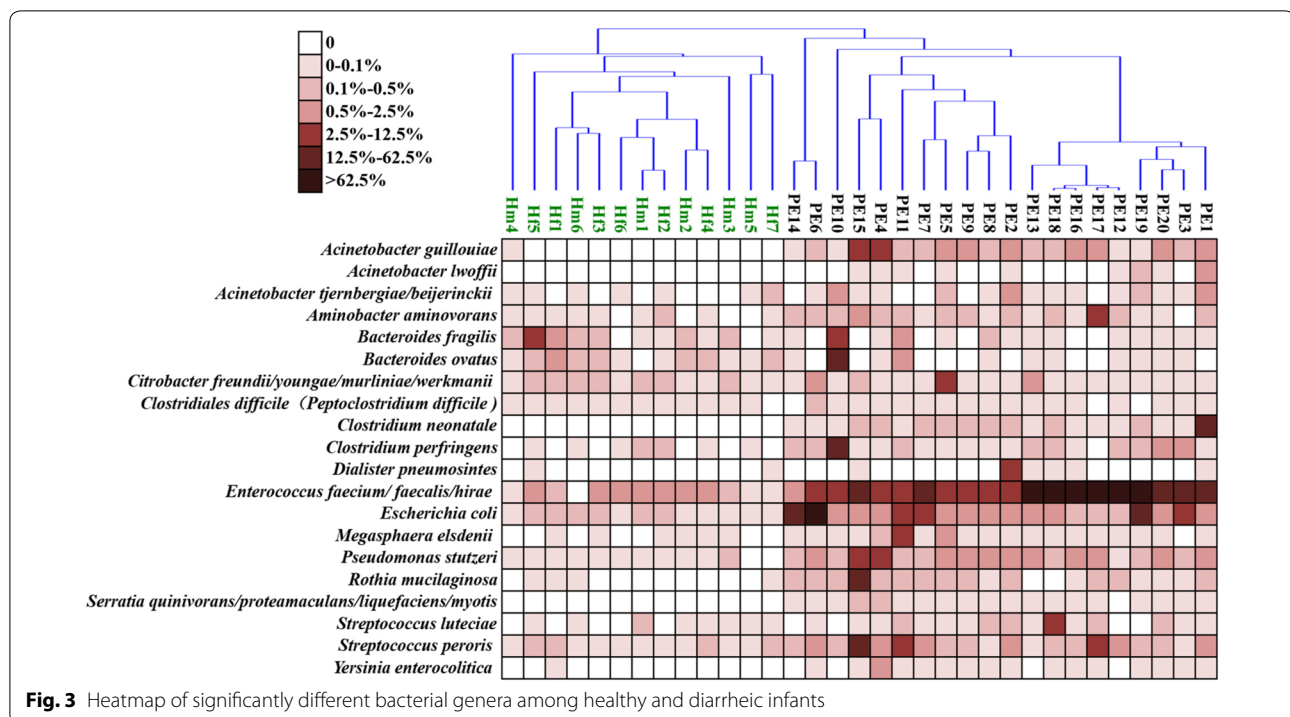 0
0-0.1%
0.1%-0.5%
0.5%-2.5%
2.5%-12.5%
12.5%-62.5%
>62.5%
Hm4 Hf5 Hf1 Hm6 Hf3 Hf6 Hm1 Hf2 Hm2 Hf4 Hm3 Hm5 Hf7 PE14 PE6 PE10 PE15 PE4 PE11 PE7 PE5 PE9 PE8 PE2 PE13 PE18 PE16 PE17 PE12 PE19 PE20 PE3 PE1
Acinetobacter guillouiae
Acinetobacter lwoffii
Acinetobacter tjernbergiae/beijerinckii
Aminobacter aminovorans
Bacteroides fragilis
Bacteroides ovatus
Citrobacter freundii/youngae/murliniae/werkmanii
Clostridiales difficile（Peptoclostridium difficile )
Clostridium neonatale
Clostridium perfringens
Dialister pneumosintes
Enterococcus faecium/ faecalis/hirae
Escherichia coli
Megasphaera elsdenii
Pseudomonas stutzeri
Rothia mucilaginosa
Serratia quinivorans/proteamaculans/liquefaciens/myotis
Streptococcus luteciae
Streptococcus peroris
Yersinia enterocolitica
Fig. 3 Heatmap of significantly different bacterial genera among healthy and diarrheic infants